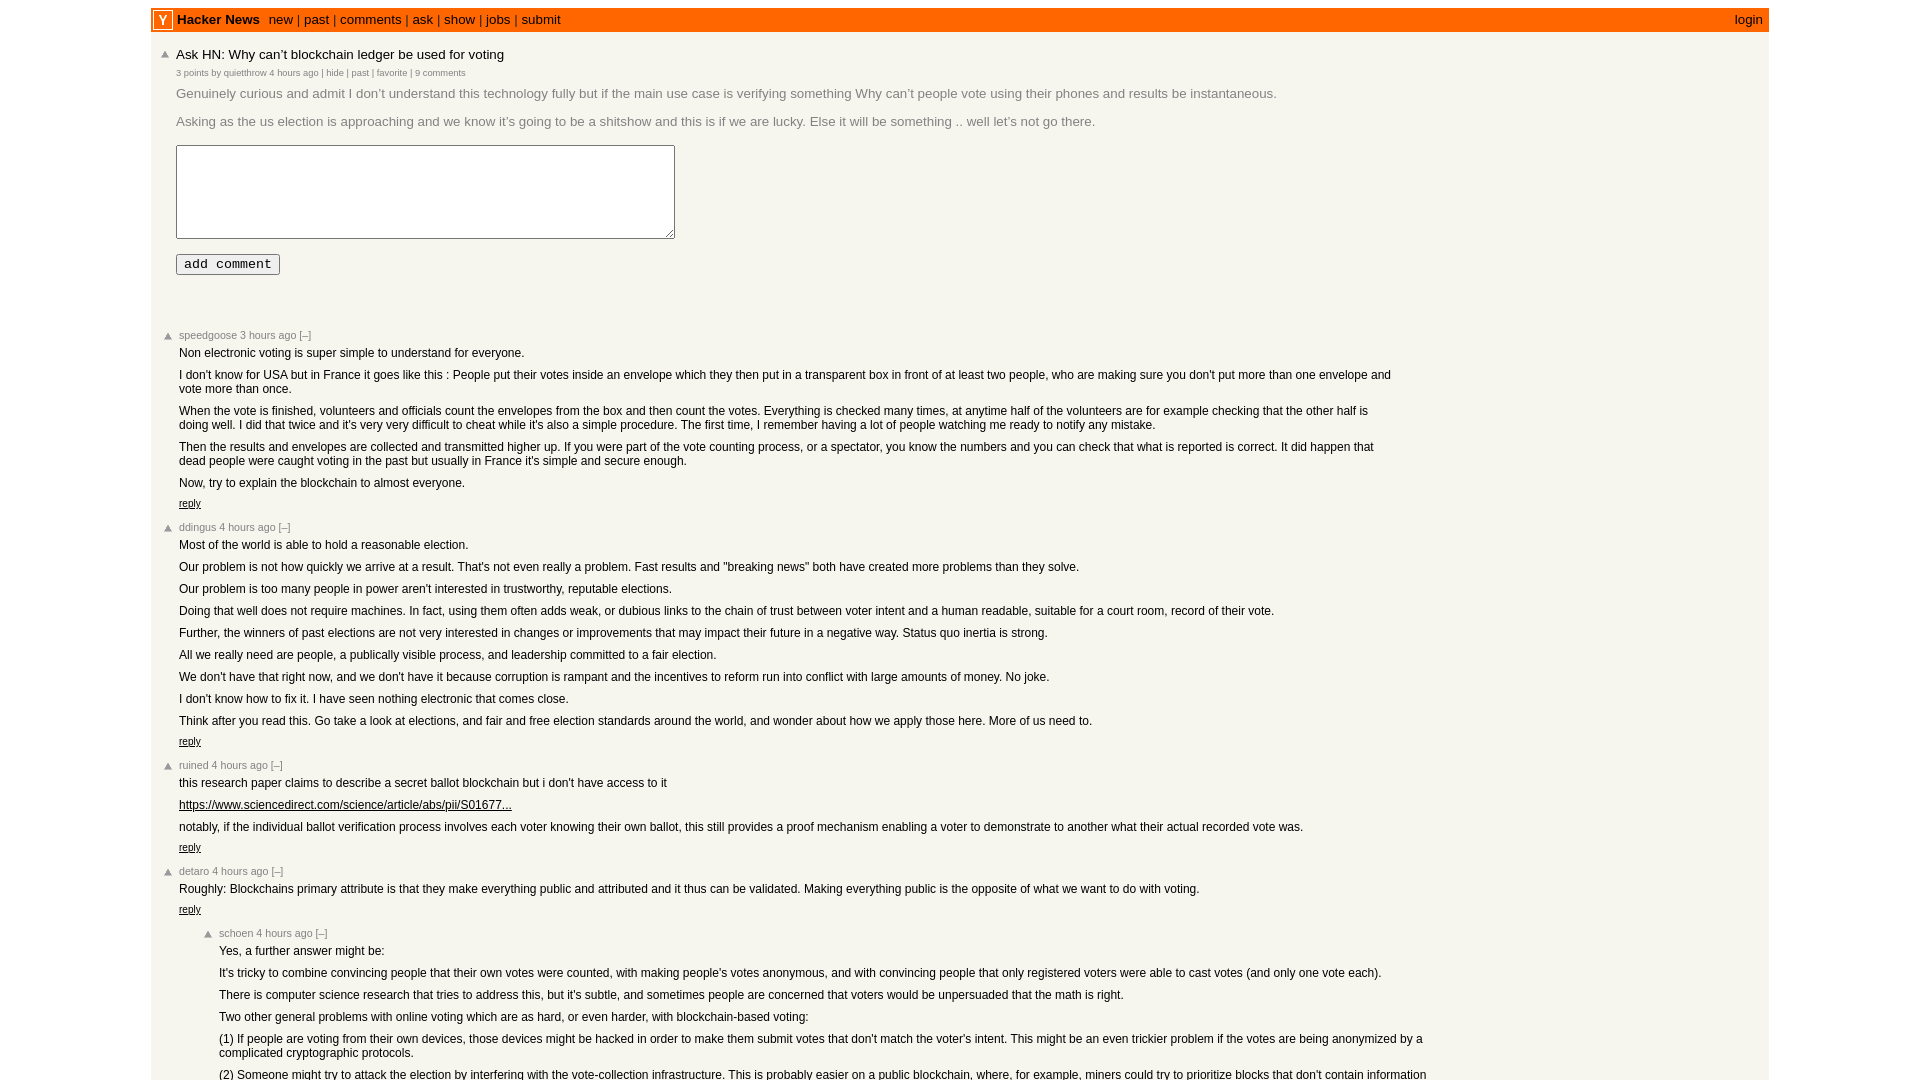 Y Hacker News new | past | comments | ask | show | jobs | submit login
Ask HN: Why can’t blockchain ledger be used for voting
3 points by quietthrow 4 hours ago | hide | past | favorite | 9 comments
Genuinely curious and admit I don’t understand this technology fully but if the main use case is verifying something Why can’t people vote using their phones and results be instantaneous.
Asking as the us election is approaching and we know it’s going to be a shitshow and this is if we are lucky. Else it will be something .. well let’s not go there.
add comment
speedgoose 3 hours ago [–]
Non electronic voting is super simple to understand for everyone.
I don't know for USA but in France it goes like this : People put their votes inside an envelope which they then put in a transparent box in front of at least two people, who are making sure you don't put more than one envelope and
vote more than once.
When the vote is finished, volunteers and officials count the envelopes from the box and then count the votes. Everything is checked many times, at anytime half of the volunteers are for example checking that the other half is
doing well. I did that twice and it's very very difficult to cheat while it's also a simple procedure. The first time, I remember having a lot of people watching me ready to notify any mistake.
Then the results and envelopes are collected and transmitted higher up. If you were part of the vote counting process, or a spectator, you know the numbers and you can check that what is reported is correct. It did happen that
dead people were caught voting in the past but usually in France it's simple and secure enough.
Now, try to explain the blockchain to almost everyone.
reply
ddingus 4 hours ago [–]
Most of the world is able to hold a reasonable election.
Our problem is not how quickly we arrive at a result. That's not even really a problem. Fast results and "breaking news" both have created more problems than they solve.
Our problem is too many people in power aren't interested in trustworthy, reputable elections.
Doing that well does not require machines. In fact, using them often adds weak, or dubious links to the chain of trust between voter intent and a human readable, suitable for a court room, record of their vote.
Further, the winners of past elections are not very interested in changes or improvements that may impact their future in a negative way. Status quo inertia is strong.
All we really need are people, a publically visible process, and leadership committed to a fair election.
We don't have that right now, and we don't have it because corruption is rampant and the incentives to reform run into conflict with large amounts of money. No joke.
I don't know how to fix it. I have seen nothing electronic that comes close.
Think after you read this. Go take a look at elections, and fair and free election standards around the world, and wonder about how we apply those here. More of us need to.
reply
ruined 4 hours ago [–]
this research paper claims to describe a secret ballot blockchain but i don't have access to it
https://www.sciencedirect.com/science/article/abs/pii/S01677...
notably, if the individual ballot verification process involves each voter knowing their own ballot, this still provides a proof mechanism enabling a voter to demonstrate to another what their actual recorded vote was.
reply
detaro 4 hours ago [–]
Roughly: Blockchains primary attribute is that they make everything public and attributed and it thus can be validated. Making everything public is the opposite of what we want to do with voting.
reply
schoen 4 hours ago [–]
Yes, a further answer might be:
It's tricky to combine convincing people that their own votes were counted, with making people's votes anonymous, and with convincing people that only registered voters were able to cast votes (and only one vote each).
There is computer science research that tries to address this, but it's subtle, and sometimes people are concerned that voters would be unpersuaded that the math is right.
Two other general problems with online voting which are as hard, or even harder, with blockchain-based voting:
(1) If people are voting from their own devices, those devices might be hacked in order to make them submit votes that don't match the voter's intent. This might be an even trickier problem if the votes are being anonymized by a
complicated cryptographic protocols.
(2) Someone might try to attack the election by interfering with the vote-collection infrastructure. This is probably easier on a public blockchain, where, for example, miners could try to prioritize blocks that don't contain information